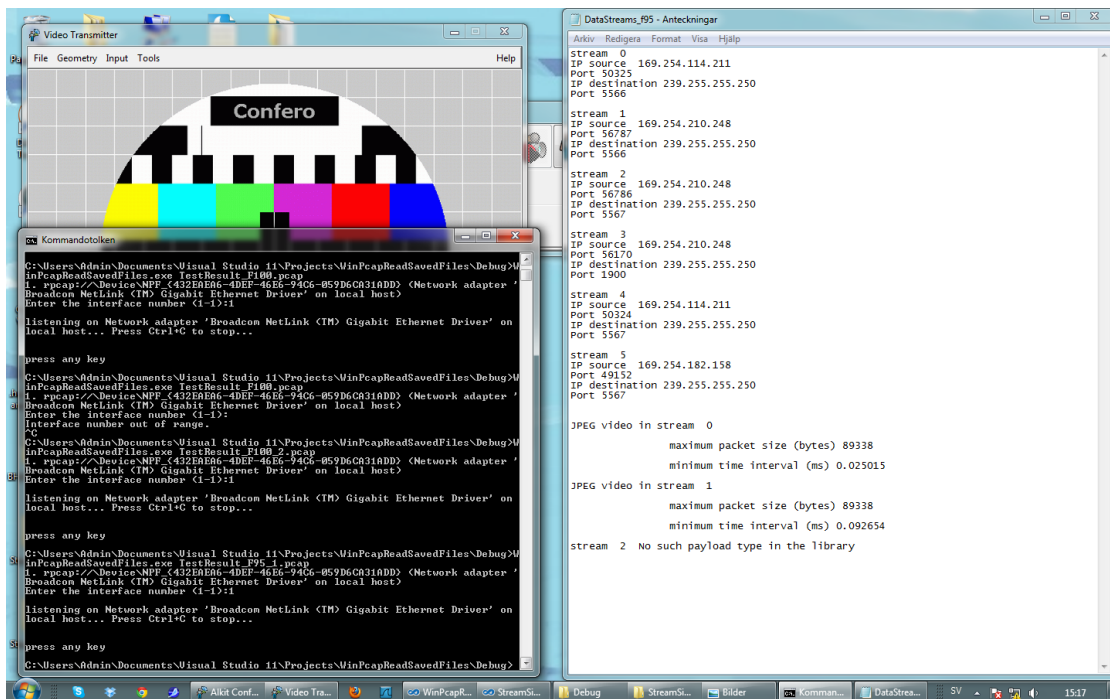 Video Transmitter
File Geometry Input Tools Help
Confero
Kommandotolken
C:\Users\Admin\Documents\Visual Studio 11\Projects\WinPcapReadSavedFiles\Debug>W
inPcapReadSavedFiles.exe TestResult_F100.pcap
1. rpcap://\Device\NPF_{432EAEA6-4DEF-46E6-94C6-059D6CA31ADD} (Network adapter '
Broadcom NetLink (TM) Gigabit Ethernet Driver' on local host)
Enter the interface number (1-1):1
listening on Network adapter 'Broadcom NetLink (TM) Gigabit Ethernet Driver' on
local host... Press Ctrl+C to stop...
press any key
C:\Users\Admin\Documents\Visual Studio 11\Projects\WinPcapReadSavedFiles\Debug>W
inPcapReadSavedFiles.exe TestResult_F100.pcap
1. rpcap://\Device\NPF_{432EAEA6-4DEF-46E6-94C6-059D6CA31ADD} (Network adapter '
Broadcom NetLink (TM) Gigabit Ethernet Driver' on local host)
Enter the interface number (1-1):
Interface number out of range.
^C
C:\Users\Admin\Documents\Visual Studio 11\Projects\WinPcapReadSavedFiles\Debug>W
inPcapReadSavedFiles.exe TestResult_F100_2.pcap
1. rpcap://\Device\NPF_{432EAEA6-4DEF-46E6-94C6-059D6CA31ADD} (Network adapter '
Broadcom NetLink (TM) Gigabit Ethernet Driver' on local host)
Enter the interface number (1-1):1
listening on Network adapter 'Broadcom NetLink (TM) Gigabit Ethernet Driver' on
local host... Press Ctrl+C to stop...
press any key
C:\Users\Admin\Documents\Visual Studio 11\Projects\WinPcapReadSavedFiles\Debug>W
inPcapReadSavedFiles.exe TestResult_F95_1.pcap
1. rpcap://\Device\NPF_{432EAEA6-4DEF-46E6-94C6-059D6CA31ADD} (Network adapter '
Broadcom NetLink (TM) Gigabit Ethernet Driver' on local host)
Enter the interface number (1-1):1
listening on Network adapter 'Broadcom NetLink (TM) Gigabit Ethernet Driver' on
local host... Press Ctrl+C to stop...
press any key
C:\Users\Admin\Documents\Visual Studio 11\Projects\WinPcapReadSavedFiles\Debug>
DataStreams_f95 - Anteckningar
Arkiv Redigera Format Visa Hjälp
stream 0
IP source 169.254.114.211
Port 50325
IP destination 239.255.255.250
Port 5566
stream 1
IP source 169.254.210.248
Port 56787
IP destination 239.255.255.250
Port 5566
stream 2
IP source 169.254.210.248
Port 56786
IP destination 239.255.255.250
Port 5567
stream 3
IP source 169.254.210.248
Port 56170
IP destination 239.255.255.250
Port 1900
stream 4
IP source 169.254.114.211
Port 50324
IP destination 239.255.255.250
Port 5567
stream 5
IP source 169.254.182.158
Port 49152
IP destination 239.255.255.250
Port 5567
JPEG video in stream 0
maximum packet size (bytes) 89338
minimum time interval (ms) 0.025015
JPEG video in stream 1
maximum packet size (bytes) 89338
minimum time interval (ms) 0.092654
stream 2 No such payload type in the library
Alkit Conf... Video Tra... WinPcapR... StreamSi... Debug StreamSi... Bilder Komman... DataStrea... SV 15:17